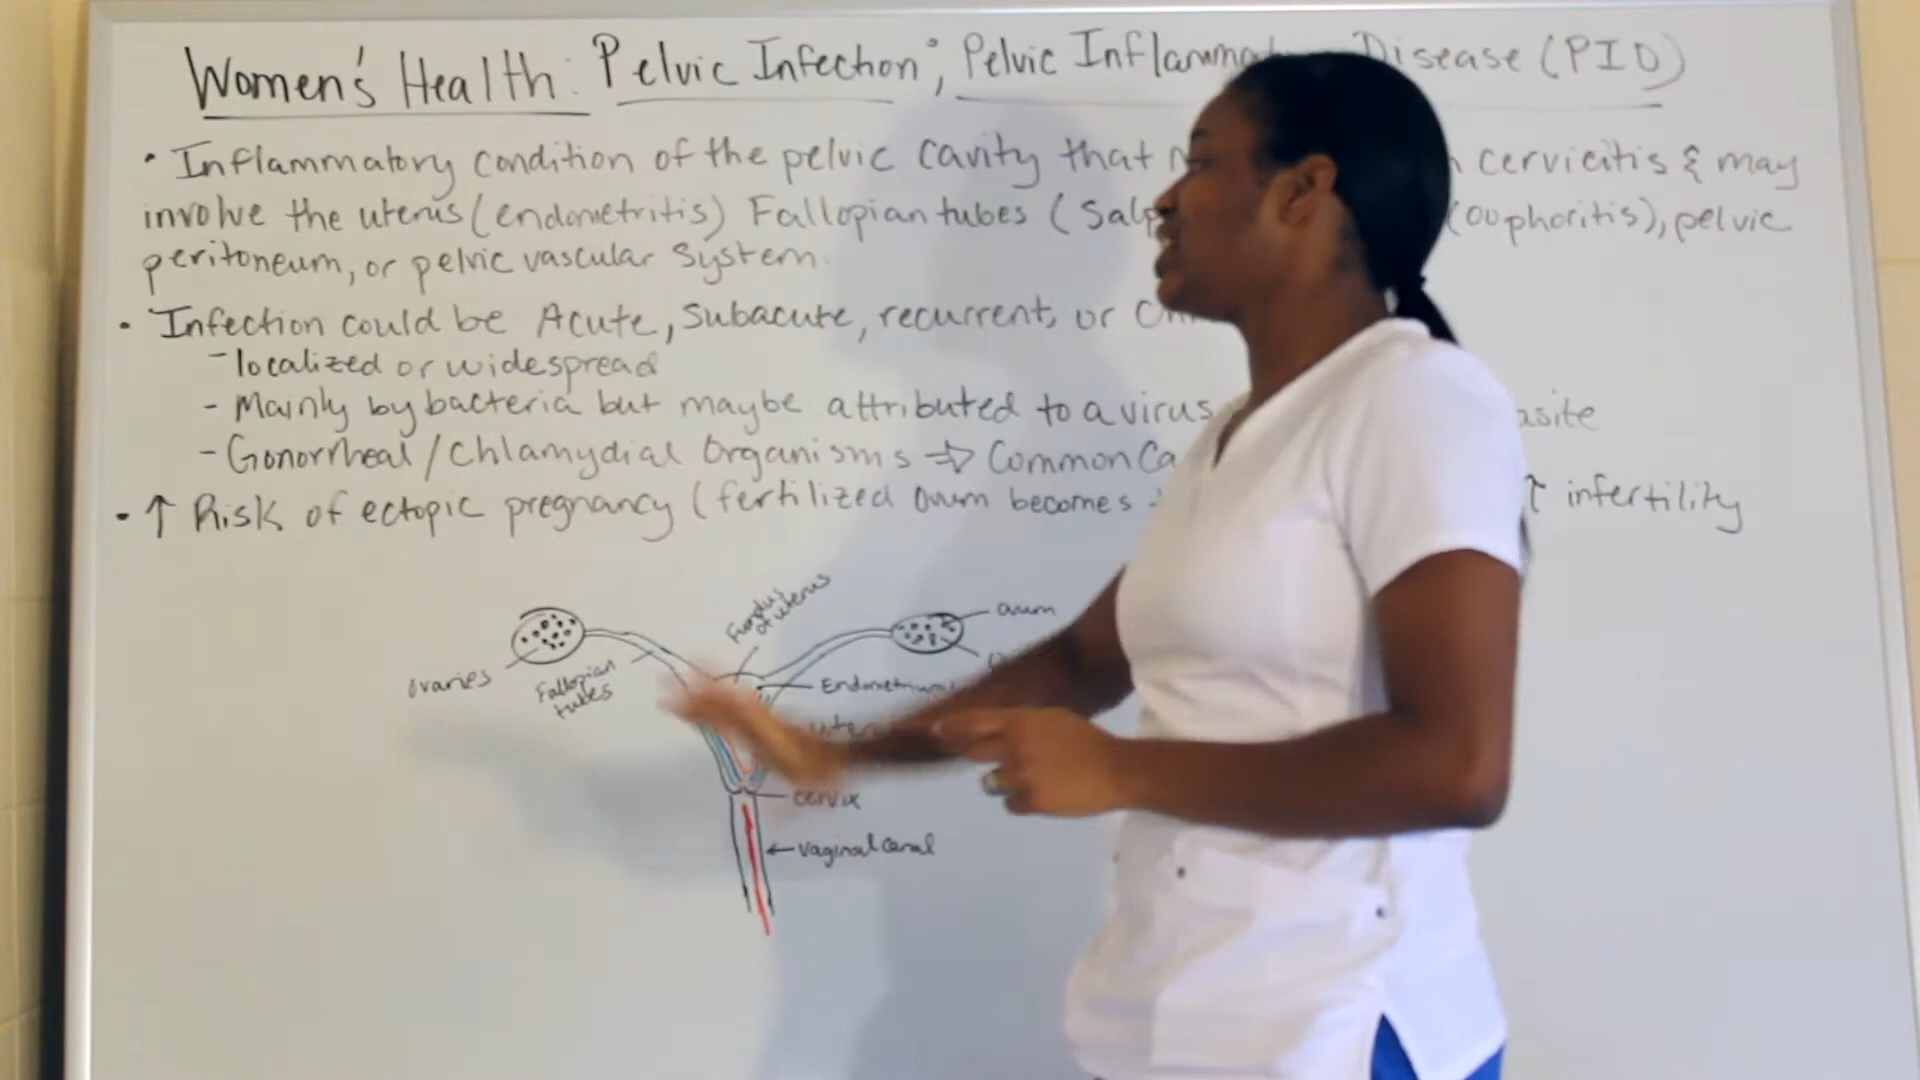 Women's Health: Pelvic Infection; Pelvic Inflamma Disease (PID)
• Inflammatory condition of the pelvic cavity that cervicitis & may
involve the uterus (endometritis) Fallopian tubes (Salp (oophoritis), pelvic
peritoneum, or pelvic vascular system.
• Infection could be Acute, Subacute, recurrent, or
- localized or widespread
- Mainly by bacteria but maybe attributed to a virus asite
- Gonorrheal/Chlamydial Organisms ⇒ Common Ca
• ↑ Risk of ectopic pregnancy (fertilized Ovum becomes ↑ infertility
Fundus of uterus
ovum
ovaries
Fallopian tubes
Endometrium
uter
cervix
← vaginal canal